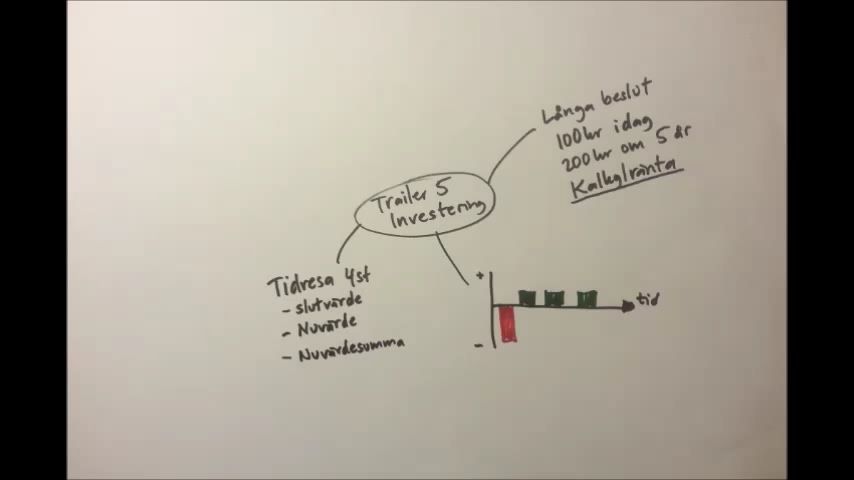 Långa beslut
100kr idag
200kr om 5 år
Kalkylränta
Trailer 5
Investering
Tidresa 4st
- slutvärde
- Nuvärde
- Nuvärdesumma
+
tid
-